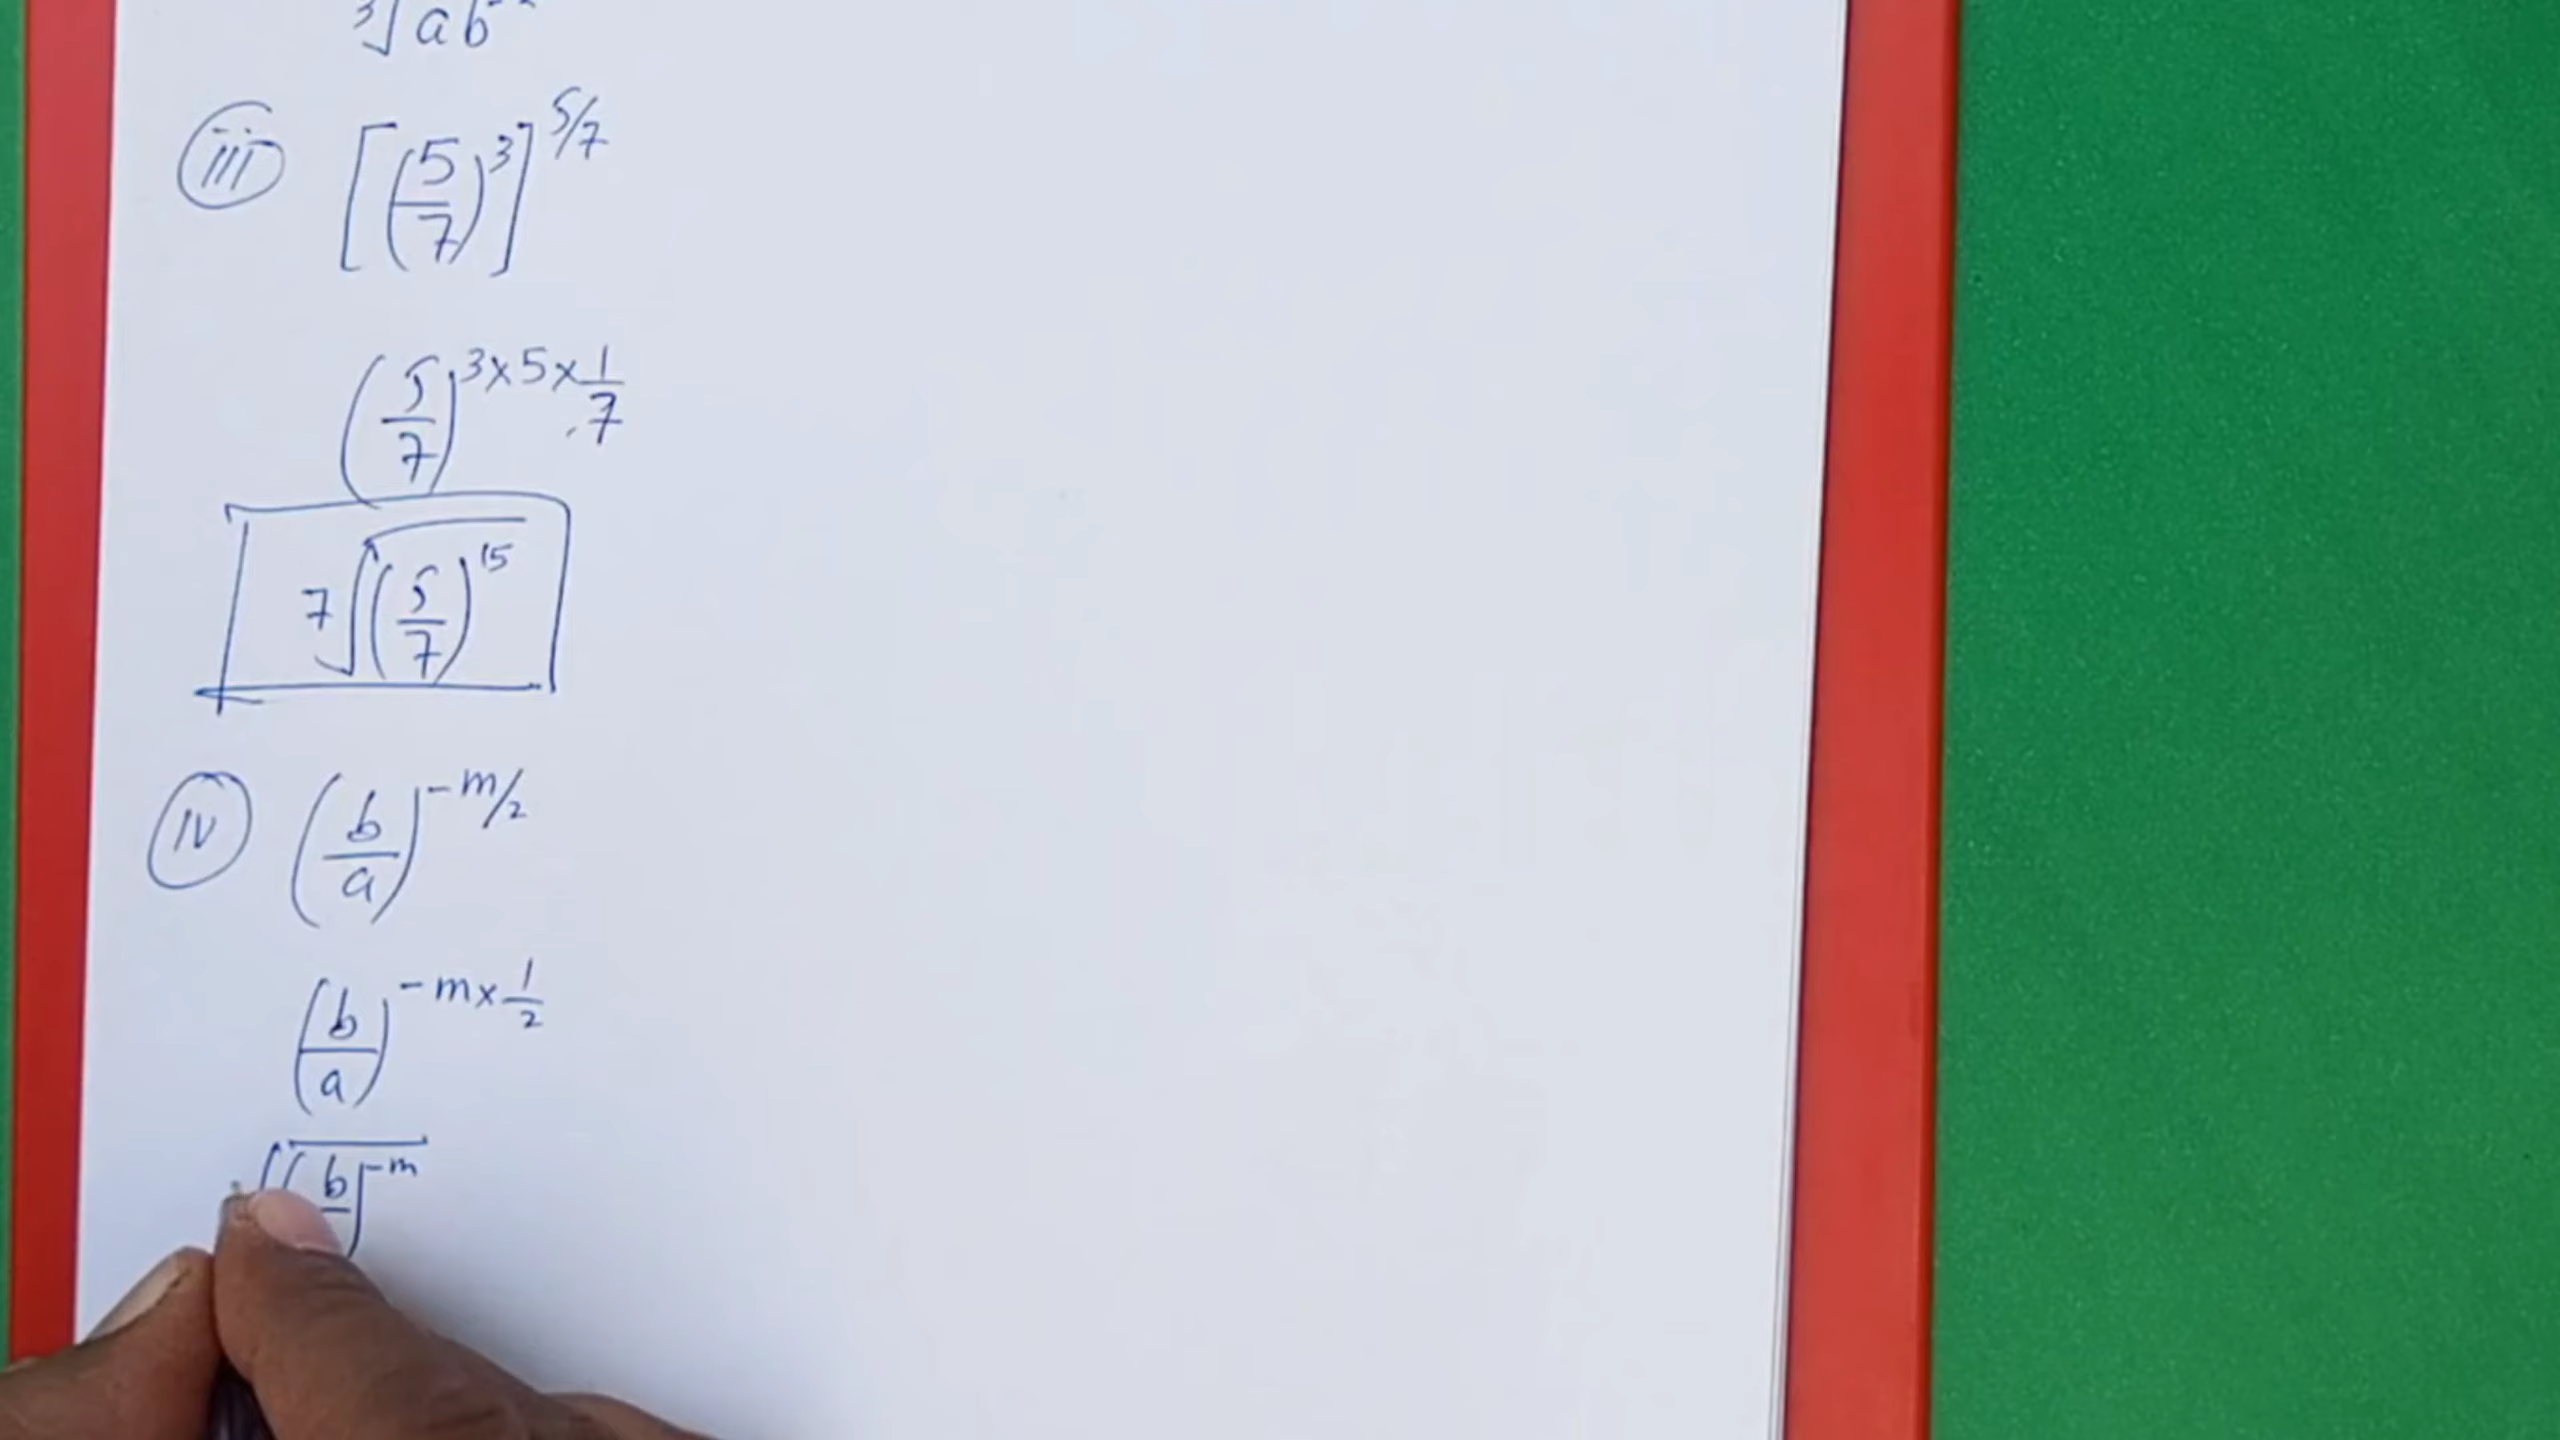 ∛ab
iii [(5/7)^3]^5/7
(5/7)^3×5×1/7
7√(5/7)^15
iv (b/a)^-m/2
(b/a)^-m×1/2
√(b/ )^-m